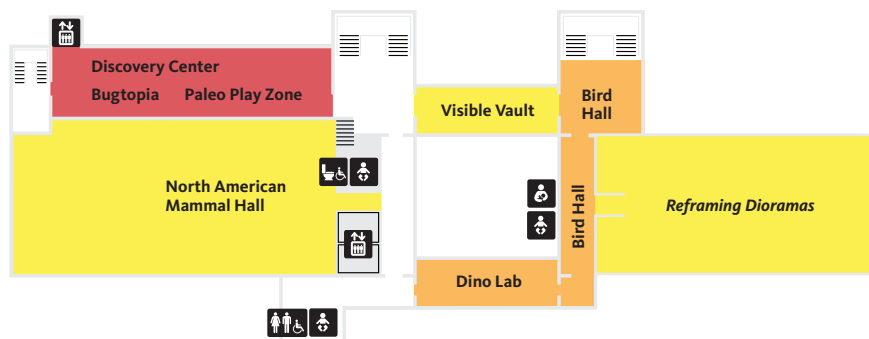 Discovery Center
Bugtopia Paleo Play Zone
Visible Vault
Bird
Hall
North American
Mammal Hall
Bird Hall
Reframing Dioramas
Dino Lab